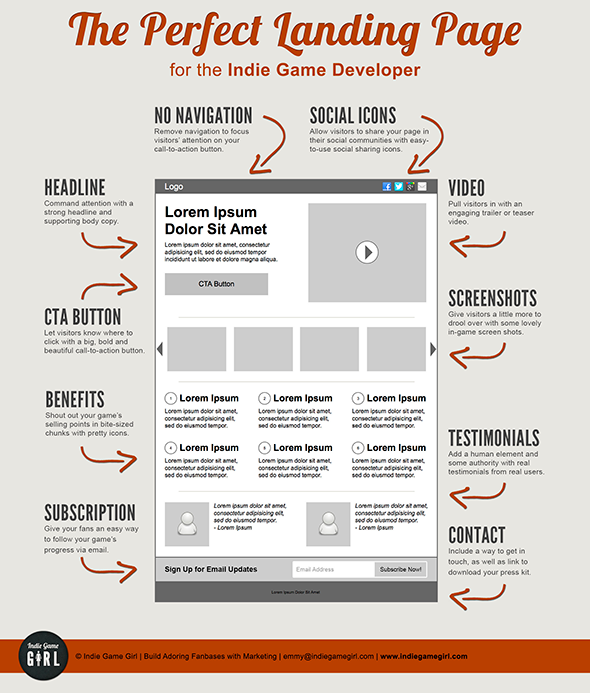 The Perfect Landing Page
for the Indie Game Developer
NO NAVIGATION
Remove navigation to focus
visitors' attention on your
call-to-action button.
SOCIAL ICONS
Allow visitors to share your page in
their social communities with easy-
to-use social sharing icons.
HEADLINE
Command attention with a
strong headline and
supporting body copy.
CTA BUTTON
Let visitors know where to
click with a big, bold and
beautiful call-to-action button.
BENEFITS
Shout out your game's
selling points in bite-sized
chunks with pretty icons.
SUBSCRIPTION
Give your fans an easy way
to follow your game's
progress via email.
Logo
Lorem Ipsum
Dolor Sit Amet
Lorem ipsum dolor sit amet, consectetur
adipisicing elit, sed do eiusmod tempor
incididunt ut labore et dolore magna aliqua.
CTA Button
1 Lorem Ipsum
Lorem ipsum dolor sit amet,
consectetur adipisicing elit,
sed do eiusmod tempor.
2 Lorem Ipsum
Lorem ipsum dolor sit amet,
consectetur adipisicing elit,
sed do eiusmod tempor.
3 Lorem Ipsum
Lorem ipsum dolor sit amet,
consectetur adipisicing elit,
sed do eiusmod tempor.
4 Lorem Ipsum
Lorem ipsum dolor sit amet,
consectetur adipisicing elit,
sed do eiusmod tempor.
5 Lorem Ipsum
Lorem ipsum dolor sit amet,
consectetur adipisicing elit,
sed do eiusmod tempor.
6 Lorem Ipsum
Lorem ipsum dolor sit amet,
consectetur adipisicing elit,
sed do eiusmod tempor.
Lorem ipsum dolor sit amet,
consectetur adipisicing elit,
sed do eiusmod tempor.
- Lorem Ipsum
Lorem ipsum dolor sit amet,
consectetur adipisicing elit,
sed do eiusmod tempor.
- Lorem Ipsum
Sign Up for Email Updates
Email Address
Subscribe Now!
Lorem Ipsum Dolor Sit Amet
VIDEO
Pull visitors in with an
engaging trailer or teaser
video.
SCREENSHOTS
Give visitors a little more to
drool over with some lovely
in-game screen shots.
TESTIMONIALS
Add a human element and
some authority with real
testimonials from real users.
CONTACT
Include a way to get in
touch, as well as link to
download your press kit.
Indie Game
GIRL
© Indie Game Girl | Build Adoring Fanbases with Marketing | emmy@indiegamegirl.com | www.indiegamegirl.com